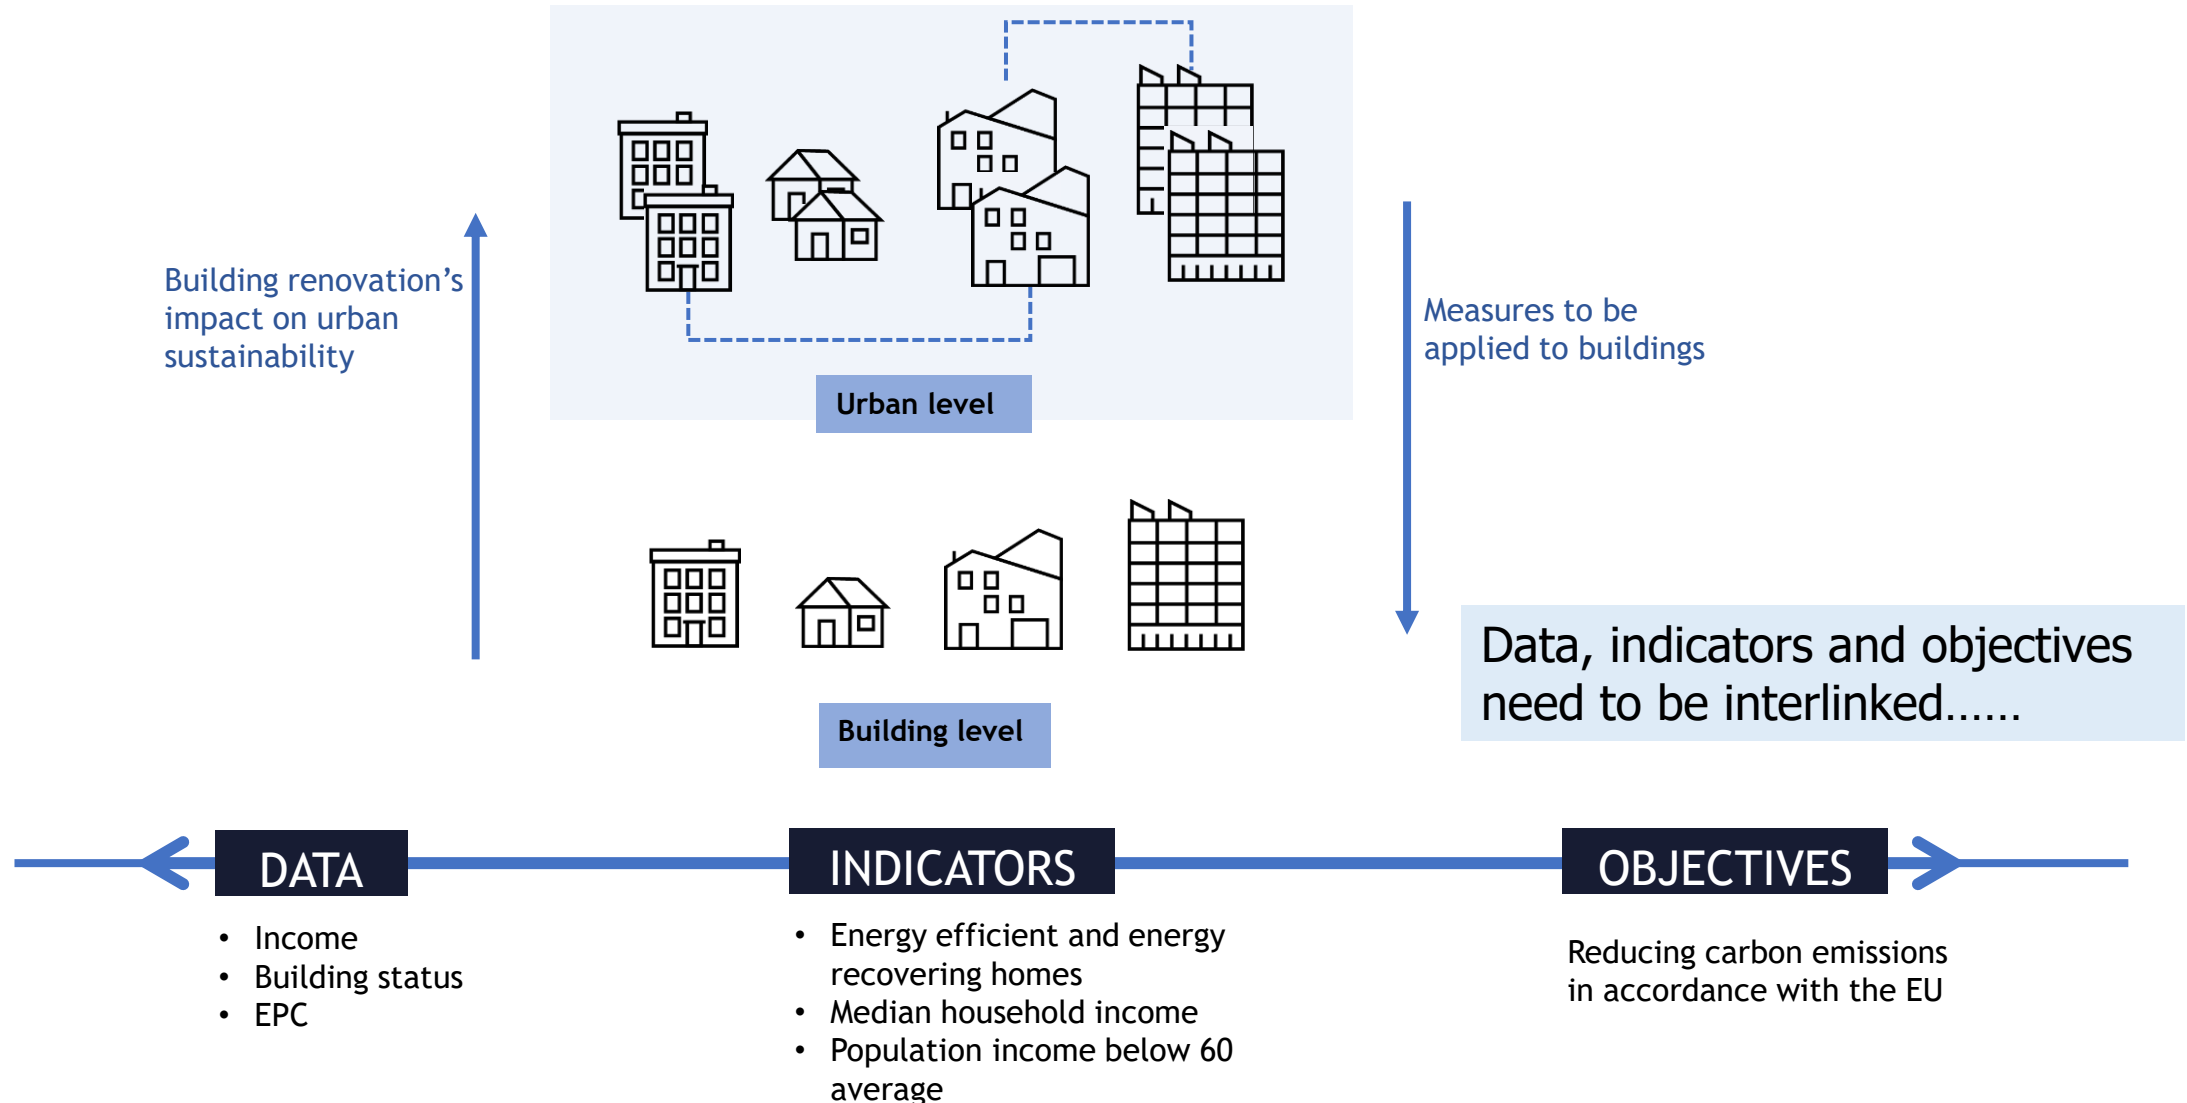 Building renovation's
impact on urban
sustainability
Urban level
Measures to be
applied to buildings
Building level
Data, indicators and objectives
need to be interlinked......
DATA
• Income
• Building status
• EPC
INDICATORS
• Energy efficient and energy
recovering homes
• Median household income
• Population income below 60
average
OBJECTIVES
Reducing carbon emissions
in accordance with the EU